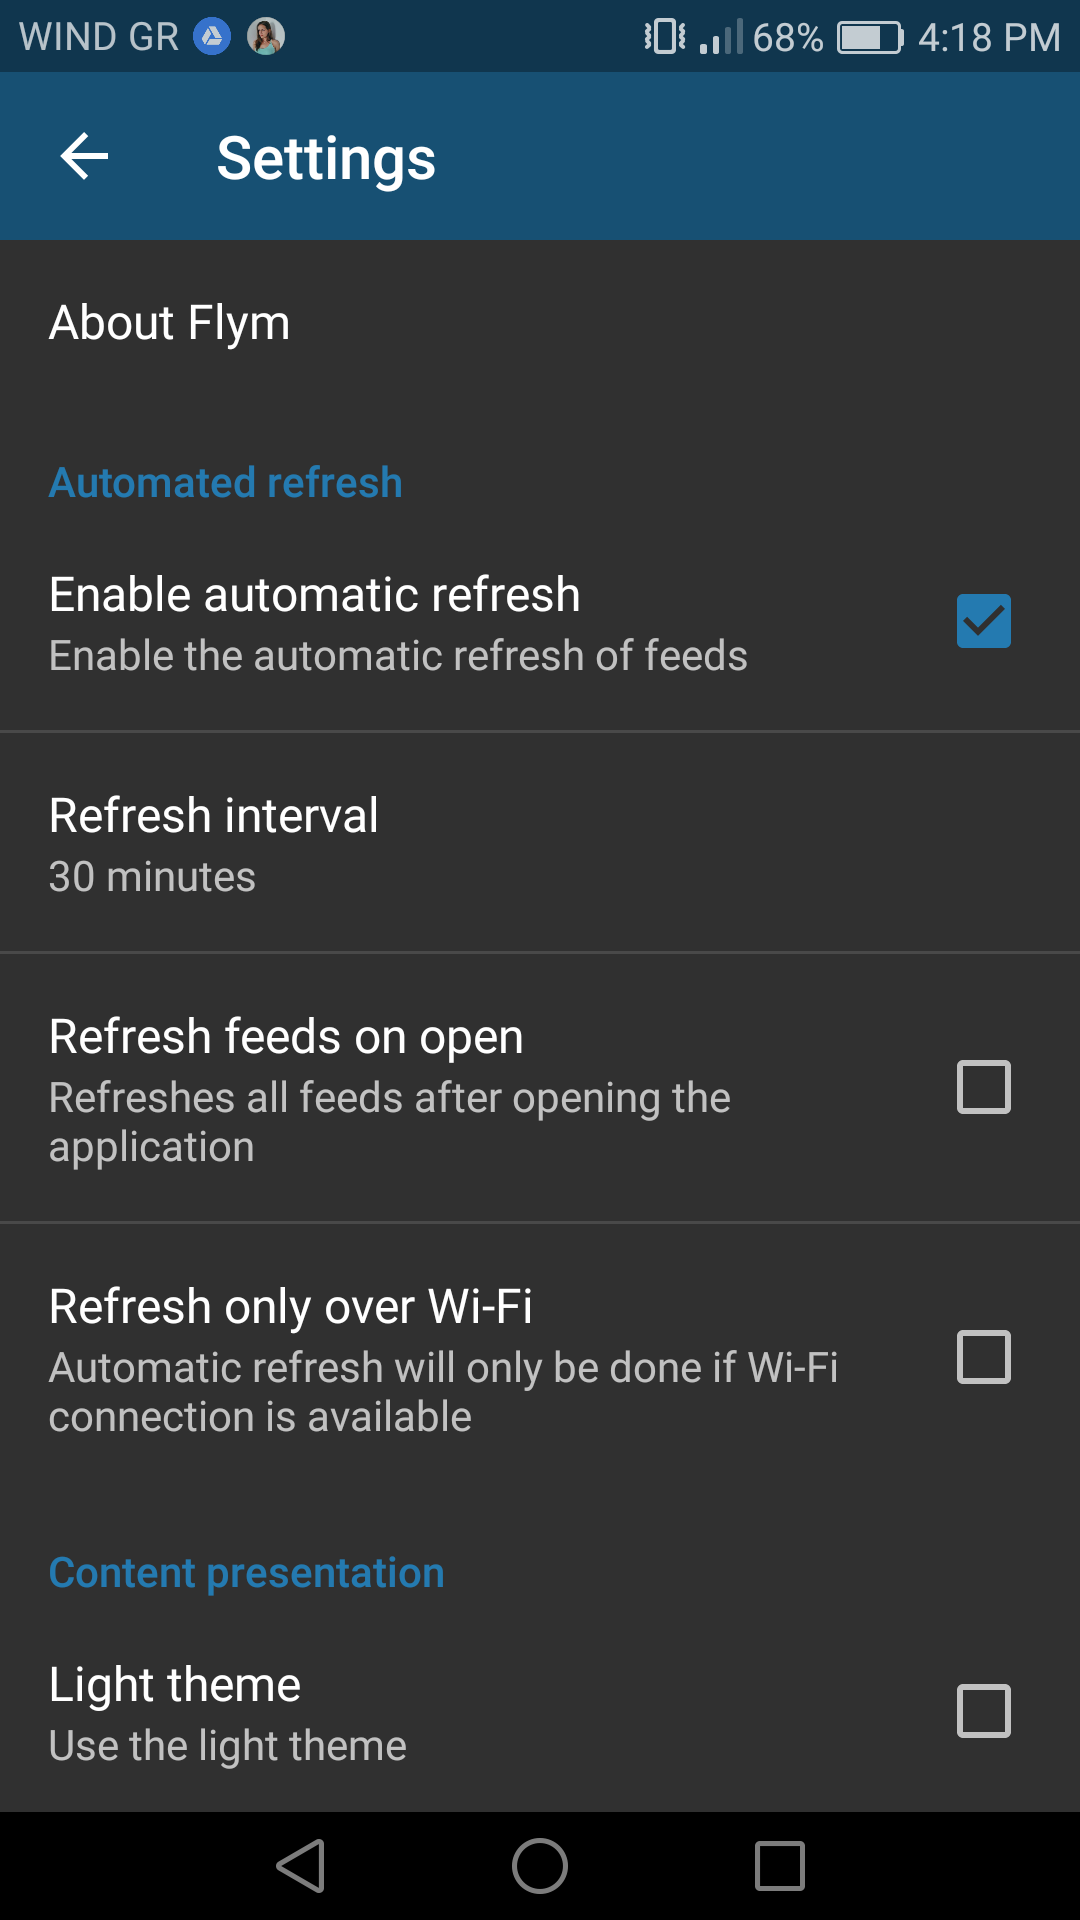 WIND GR 68% 4:18 PM
Settings
About Flym
Automated refresh
Enable automatic refresh
Enable the automatic refresh of feeds
Refresh interval
30 minutes
Refresh feeds on open
Refreshes all feeds after opening the
application
Refresh only over Wi-Fi
Automatic refresh will only be done if Wi-Fi
connection is available
Content presentation
Light theme
Use the light theme